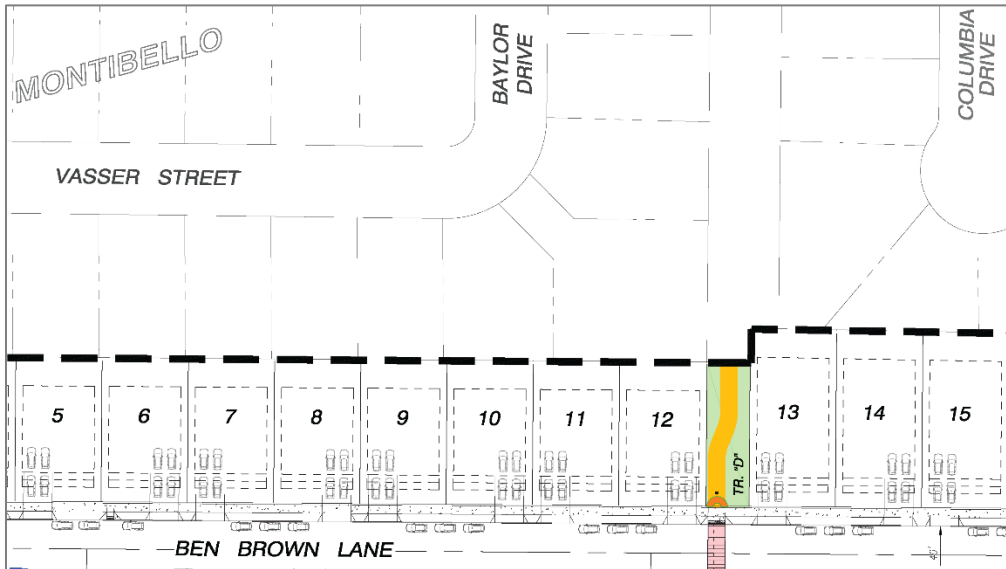 MONTIBELLO
BAYLOR
DRIVE
COLUMBIA
DRIVE
VASSER STREET
5
6
7
8
9
10
11
12
TR. "D"
13
14
15
BEN BROWN LANE